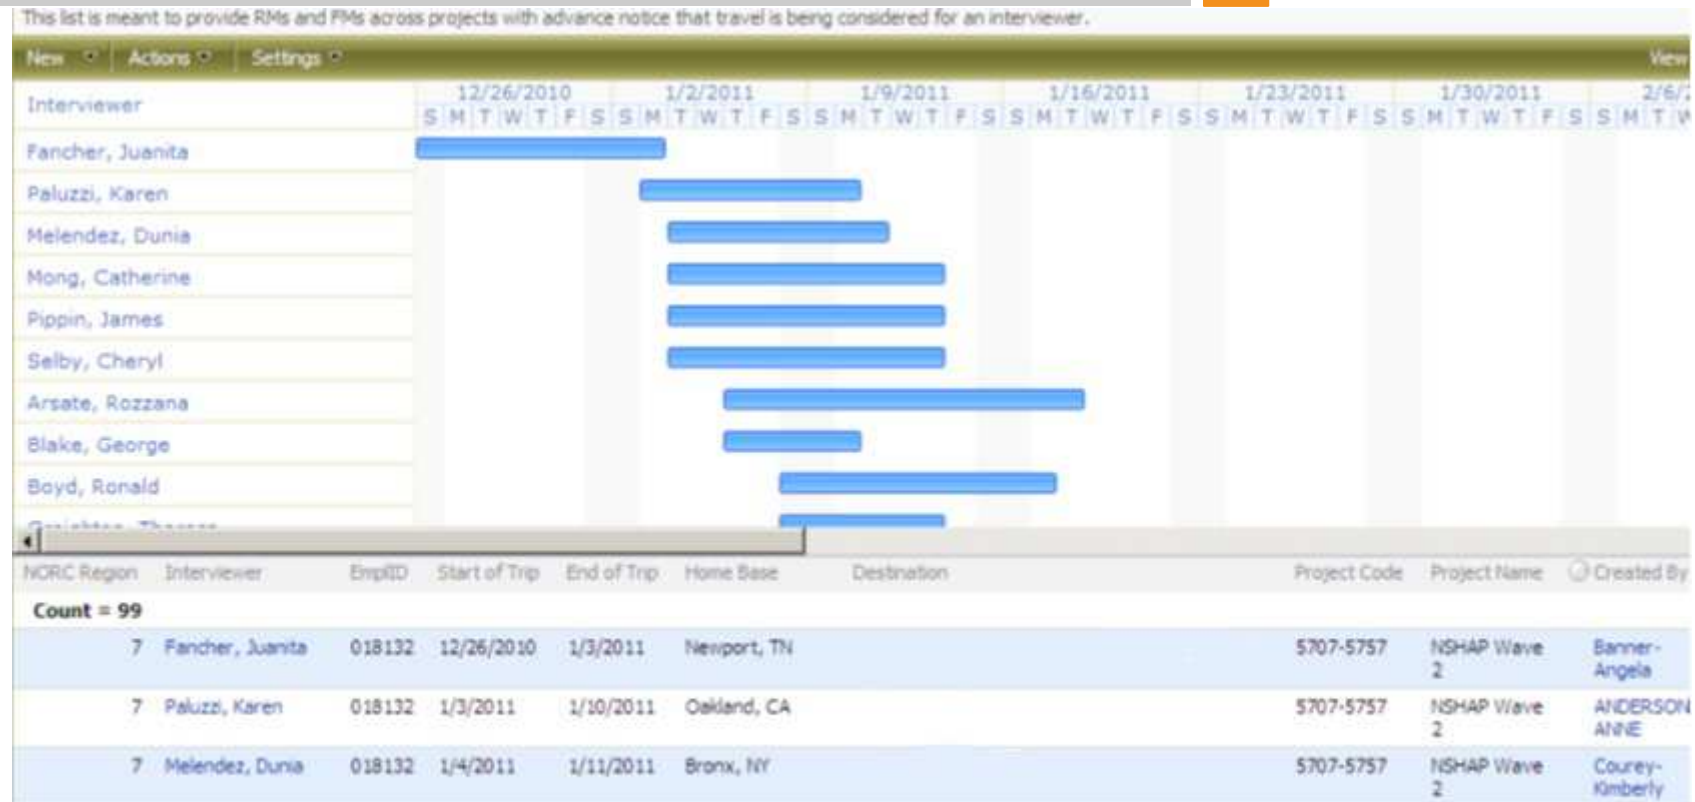 This list is meant to provide RMs and FMs across projects with advance notice that travel is being considered for an interviewer.
New Actions Settings View
Interviewer 12/26/2010 1/2/2011 1/9/2011 1/16/2011 1/23/2011 1/30/2011 2/6/
S M T W T F S S M T W T F S S M T W T F S S M T W T F S S M T W T F S S M T W T F S S M T W
Fancher, Juanita
Paluzzi, Karen
Melendez, Dunia
Mong, Catherine
Pippin, James
Selby, Cheryl
Arsate, Rozzana
Blake, George
Boyd, Ronald
NORC Region Interviewer EmplID Start of Trip End of Trip Home Base Destination Project Code Project Name Created By
Count = 99
7 Fancher, Juanita 018132 12/26/2010 1/3/2011 Newport, TN 5707-5757 NSHAP Wave Banner-
2 Angela
7 Paluzzi, Karen 018132 1/3/2011 1/10/2011 Oakland, CA 5707-5757 NSHAP Wave ANDERSON
2 ANNE
7 Melendez, Dunia 018132 1/4/2011 1/11/2011 Bronx, NY 5707-5757 NSHAP Wave Courey-
2 Kimberly